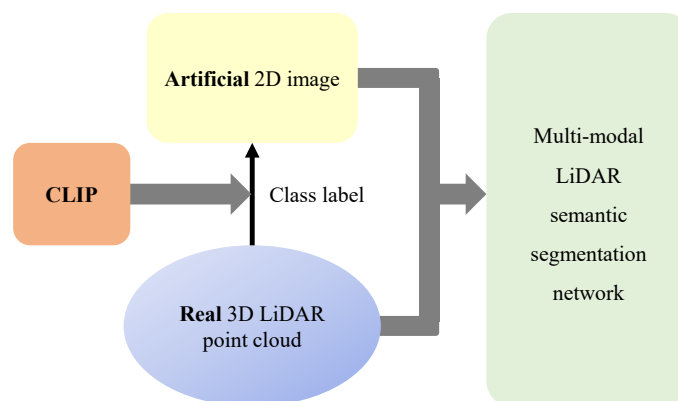 Artificial 2D image
CLIP
Class label
Real 3D LiDAR
point cloud
Multi-modal
LiDAR
semantic
segmentation
network